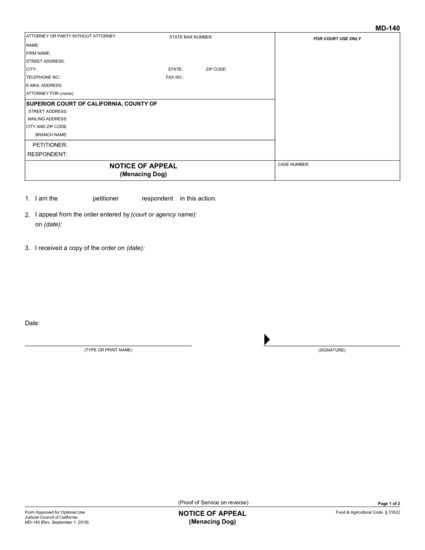 MD-140
ATTORNEY OR PARTY WITHOUT ATTORNEY STATE BAR NUMBER:
FOR COURT USE ONLY
NAME:
FIRM NAME:
STREET ADDRESS:
CITY: STATE: ZIP CODE:
TELEPHONE NO.: FAX NO.:
E-MAIL ADDRESS:
ATTORNEY FOR (name):
SUPERIOR COURT OF CALIFORNIA, COUNTY OF
STREET ADDRESS:
MAILING ADDRESS:
CITY AND ZIP CODE:
BRANCH NAME:
PETITIONER:
RESPONDENT:
NOTICE OF APPEAL
(Menacing Dog)
CASE NUMBER:
1. I am the petitioner respondent in this action.
2. I appeal from the order entered by (court or agency name):
on (date):
3. I received a copy of the order on (date):
Date:
(TYPE OR PRINT NAME) (SIGNATURE)
(Proof of Service on reverse)
Page 1 of 2
Form Approved for Optional Use
Judicial Council of California
MD-140 [Rev. September 1, 2018]
NOTICE OF APPEAL
(Menacing Dog)
Food & Agricultural Code, § 31622